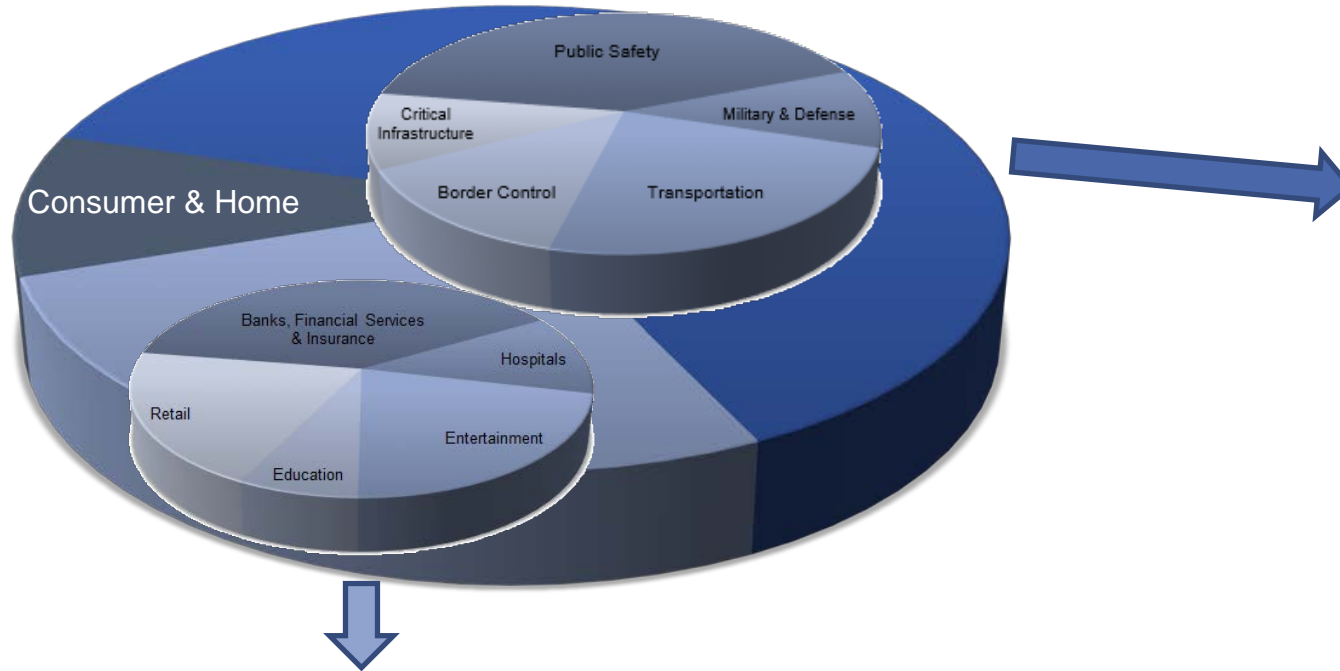 Public Safety
Critical
Infrastructure
Military & Defense
Consumer & Home
Border Control
Transportation
Banks, Financial Services
& Insurance
Hospitals
Retail
Entertainment
Education